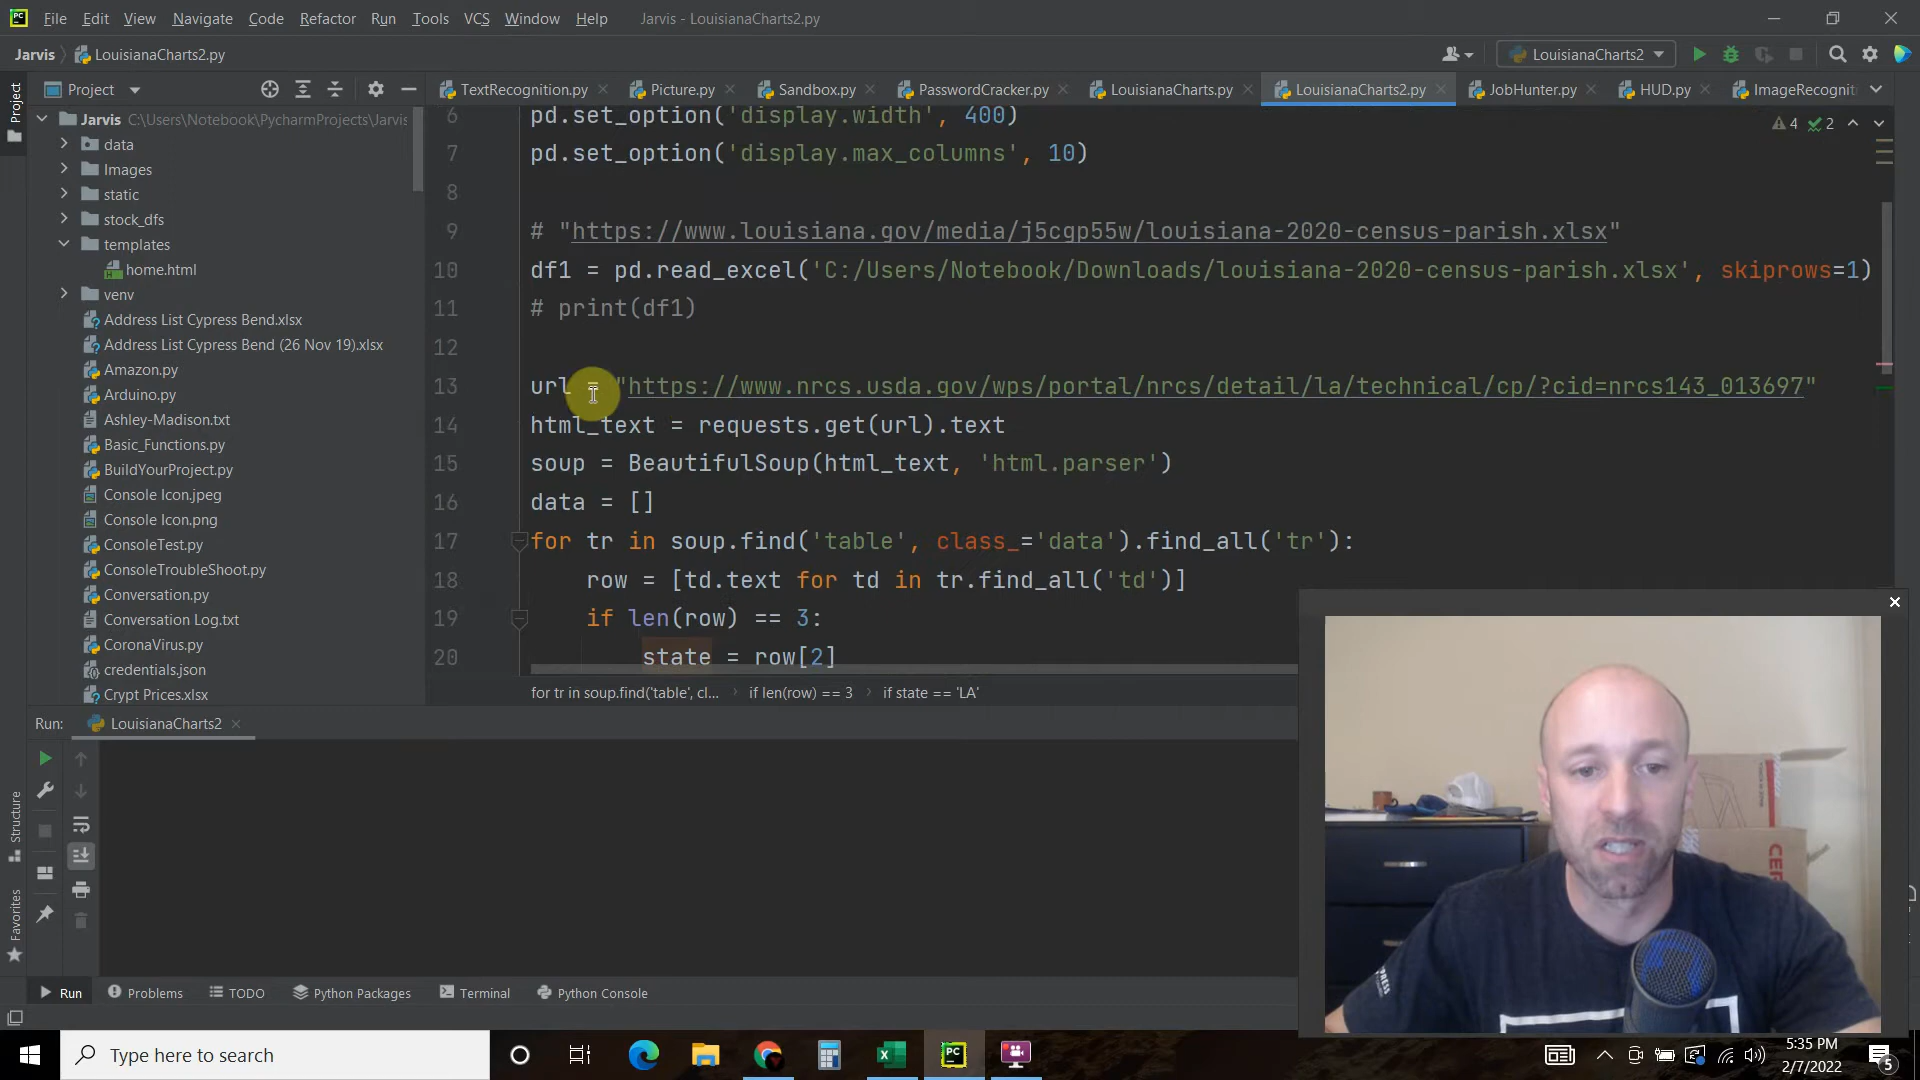 PC File Edit View Navigate Code Refactor Run Tools VCS Window Help Jarvis - LouisianaCharts2.py
Jarvis LouisianaCharts2.py LouisianaCharts2
Project TextRecognition.py Picture.py Sandbox.py PasswordCracker.py LouisianaCharts.py LouisianaCharts2.py JobHunter.py HUD.py ImageRecognit
Project
Jarvis C:\Users\Notebook\PycharmProjects\Jarvis
data
Images
static
stock_dfs
templates
home.html
venv
Address List Cypress Bend.xlsx
Address List Cypress Bend (26 Nov 19).xlsx
Amazon.py
Arduino.py
Ashley-Madison.txt
Basic_Functions.py
BuildYourProject.py
Console Icon.jpeg
Console Icon.png
ConsoleTest.py
ConsoleTroubleShoot.py
Conversation.py
Conversation Log.txt
CoronaVirus.py
credentials.json
Crypt Prices.xlsx
4 2
6 pd.set_option('display.width', 400)
7 pd.set_option('display.max_columns', 10)
8
9 # "https://www.louisiana.gov/media/j5cgp55w/louisiana-2020-census-parish.xlsx"
10 df1 = pd.read_excel('C:/Users/Notebook/Downloads/louisiana-2020-census-parish.xlsx', skiprows=1)
11 # print(df1)
12
13 url = "https://www.nrcs.usda.gov/wps/portal/nrcs/detail/la/technical/cp/?cid=nrcs143_013697"
14 html_text = requests.get(url).text
15 soup = BeautifulSoup(html_text, 'html.parser')
16 data = []
17 for tr in soup.find('table', class_='data').find_all('tr'):
18 row = [td.text for td in tr.find_all('td')]
19 if len(row) == 3:
20 state = row[2]
for tr in soup.find('table', cl... › if len(row) == 3 › if state == 'LA'
Run: LouisianaCharts2
Structure
Favorites
Run Problems TODO Python Packages Terminal Python Console
Type here to search
PC
5:35 PM
2/7/2022
5